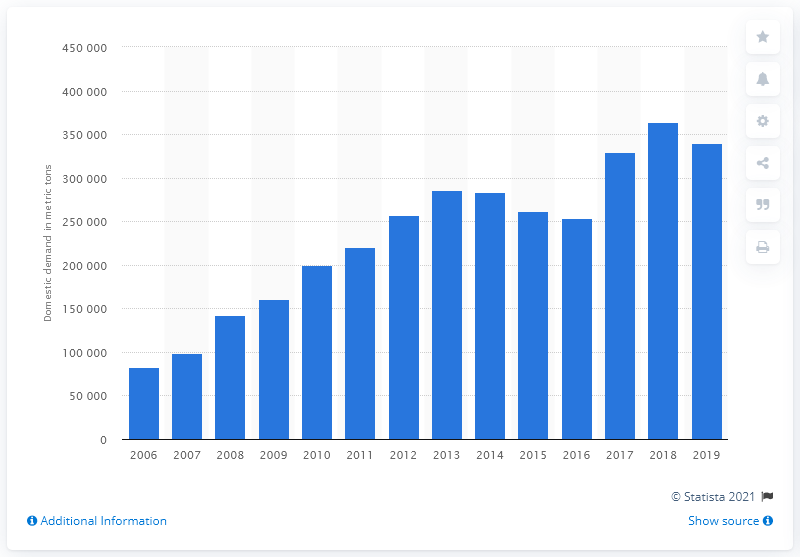 450 000
400 000
350 000
300 000
250 000
200 000
150 000
100 000
50 000
0
Domestic demand in metric tons
2006 2007 2008 2009 2010 2011 2012 2013 2014 2015 2016 2017 2018 2019
© Statista 2021
Additional Information
Show source